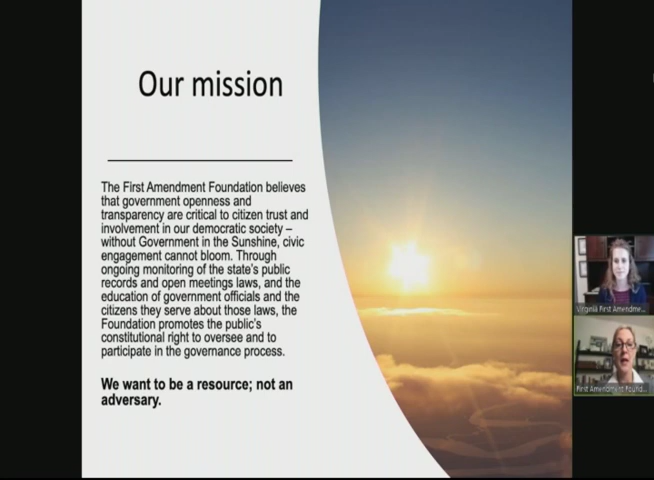 Our mission
The First Amendment Foundation believes
that government openness and
transparency are critical to citizen trust and
involvement in our democratic society –
without Government in the Sunshine, civic
engagement cannot bloom. Through
ongoing monitoring of the state's public
records and open meetings laws, and the
education of government officials and the
citizens they serve about those laws, the
Foundation promotes the public's
constitutional right to oversee and to
participate in the governance process.
We want to be a resource; not an
adversary.
Virginia First Amendme...
First Amendment Found...